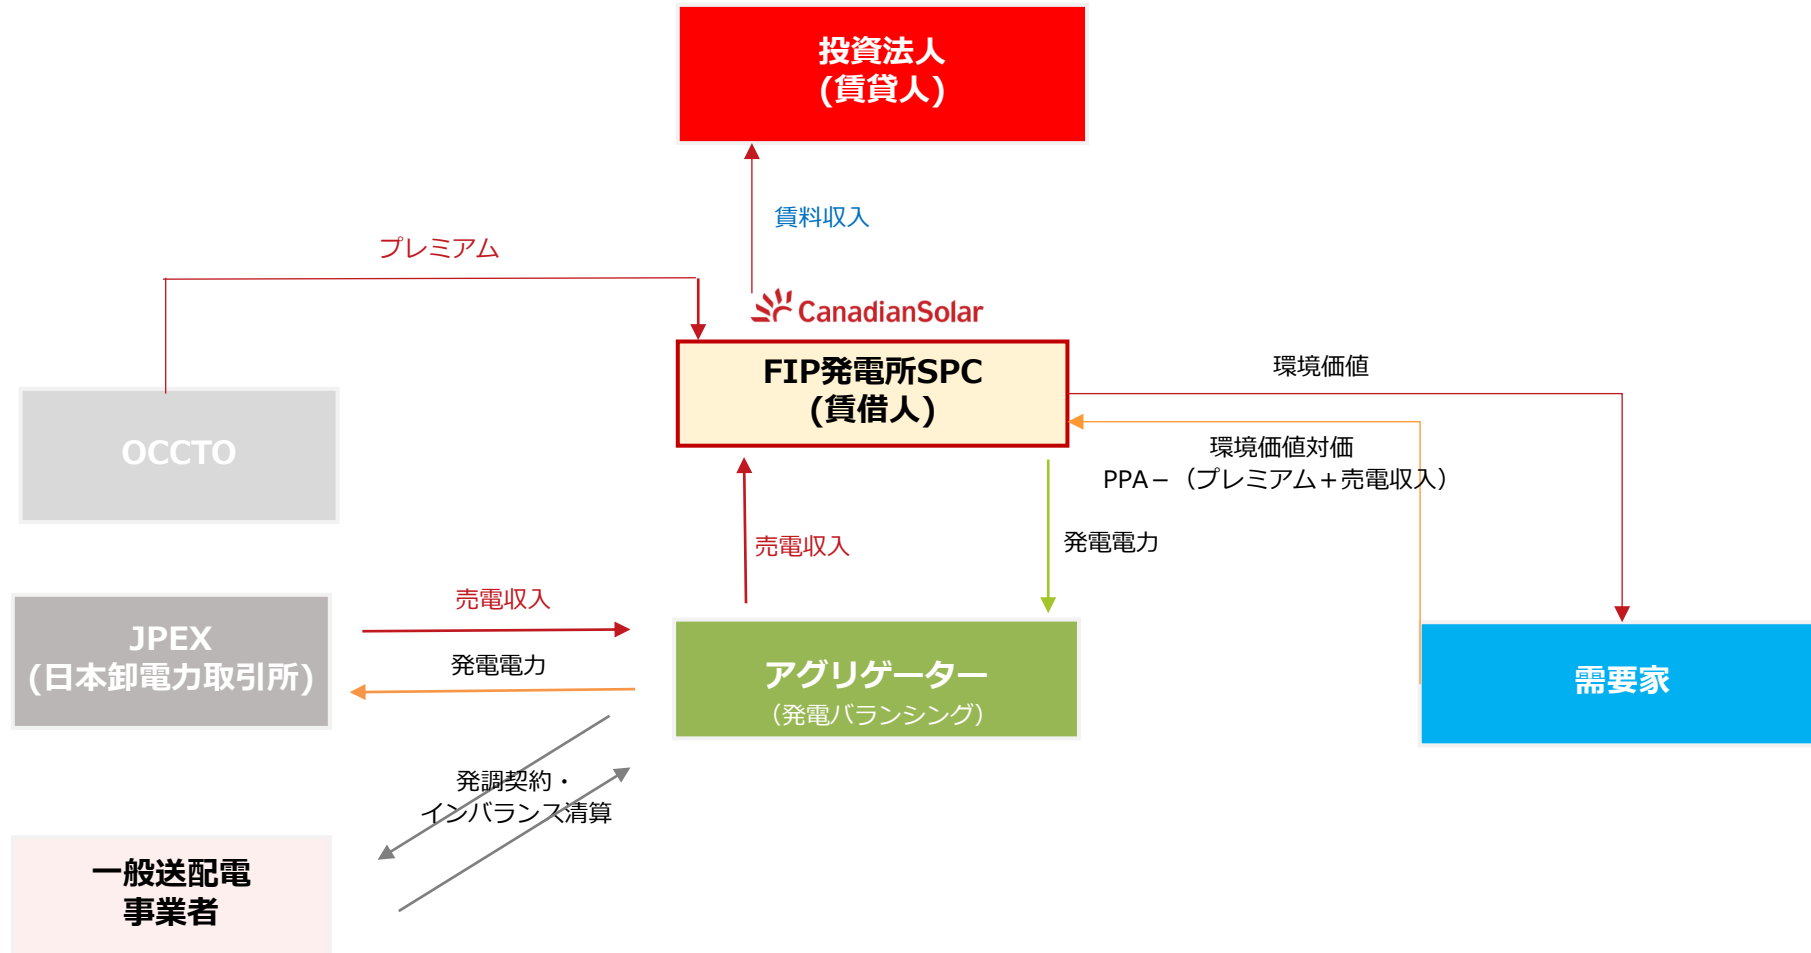 投資法人
(賃貸人)
賃料収入
プレミアム
CanadianSolar
FIP発電所SPC
(賃借人)
環境価値
OCCTO
環境価値対価
PPA－（プレミアム＋売電収入）
売電収入
発電電力
売電収入
JPEX
(日本卸電力取引所)
発電電力
アグリゲーター
（発電バランシング）
需要家
発調契約・
インバランス清算
一般送配電
事業者